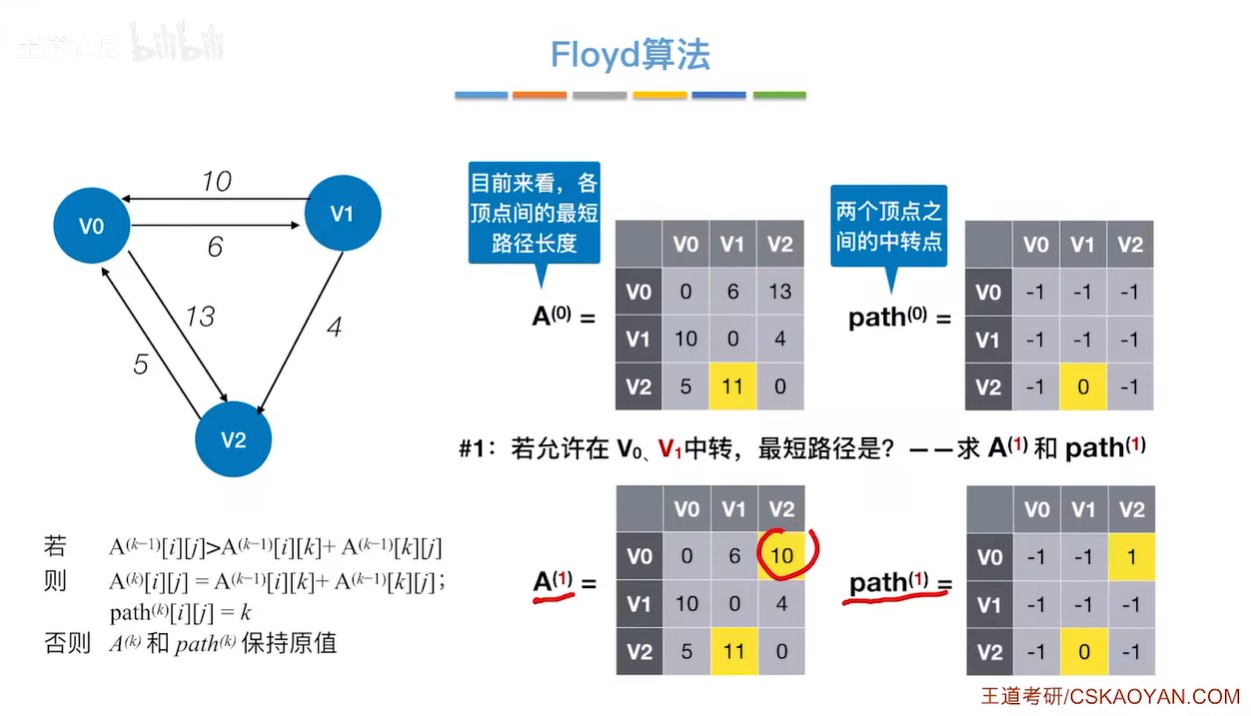 王道论坛 bilibili
Floyd算法
10
V0
V1
6
13
4
5
V2
目前来看，各
顶点间的最短
路径长度
A(0) =
V0 V1 V2
V0 0 6 13
V1 10 0 4
V2 5 11 0
两个顶点之
间的中转点
path(0) =
V0 V1 V2
V0 -1 -1 -1
V1 -1 -1 -1
V2 -1 0 -1
#1：若允许在 V0、V1中转，最短路径是？——求 A(1) 和 path(1)
若 A(k−1)[i][j]>A(k−1)[i][k]+ A(k−1)[k][j]
则 A(k)[i][j] = A(k−1)[i][k]+ A(k−1)[k][j]；
path(k)[i][j] = k
否则 A(k) 和 path(k) 保持原值
A(1) =
V0 V1 V2
V0 0 6 10
V1 10 0 4
V2 5 11 0
path(1) =
V0 V1 V2
V0 -1 -1 1
V1 -1 -1 -1
V2 -1 0 -1
王道考研/CSKAOYAN.COM